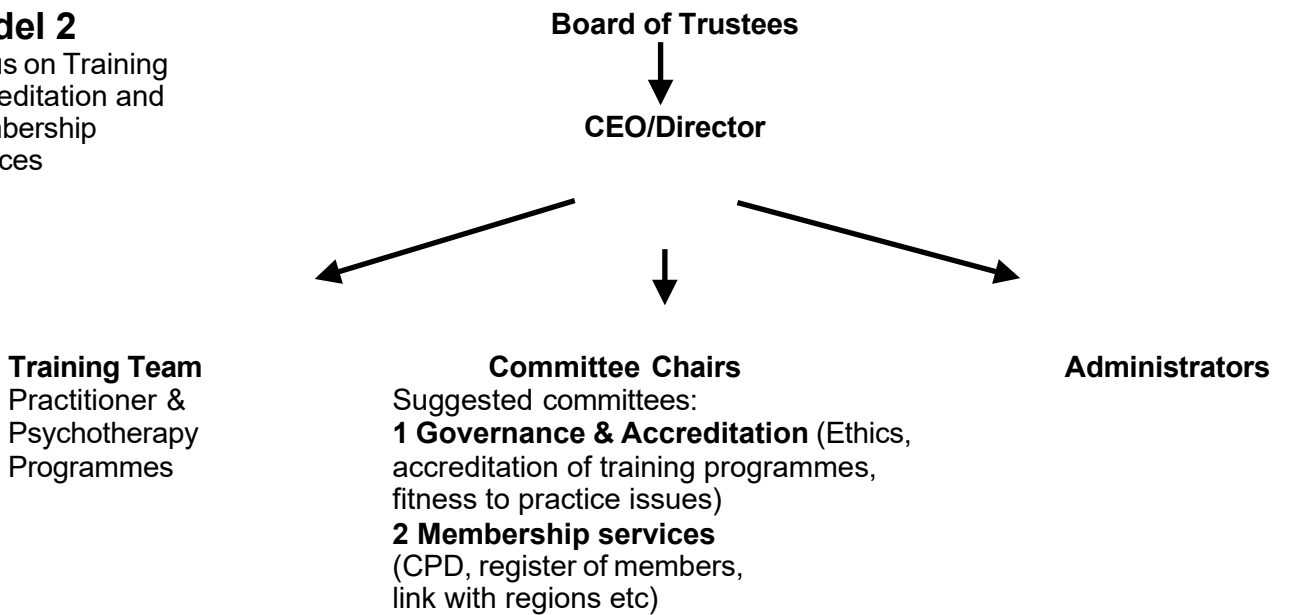 del 2
us on Training
editation and
bership
ces
Board of Trustees
CEO/Director
Training Team
Practitioner &
Psychotherapy
Programmes
Committee Chairs
Suggested committees:
1 Governance & Accreditation (Ethics,
accreditation of training programmes,
fitness to practice issues)
2 Membership services
(CPD, register of members,
link with regions etc)
Administrators